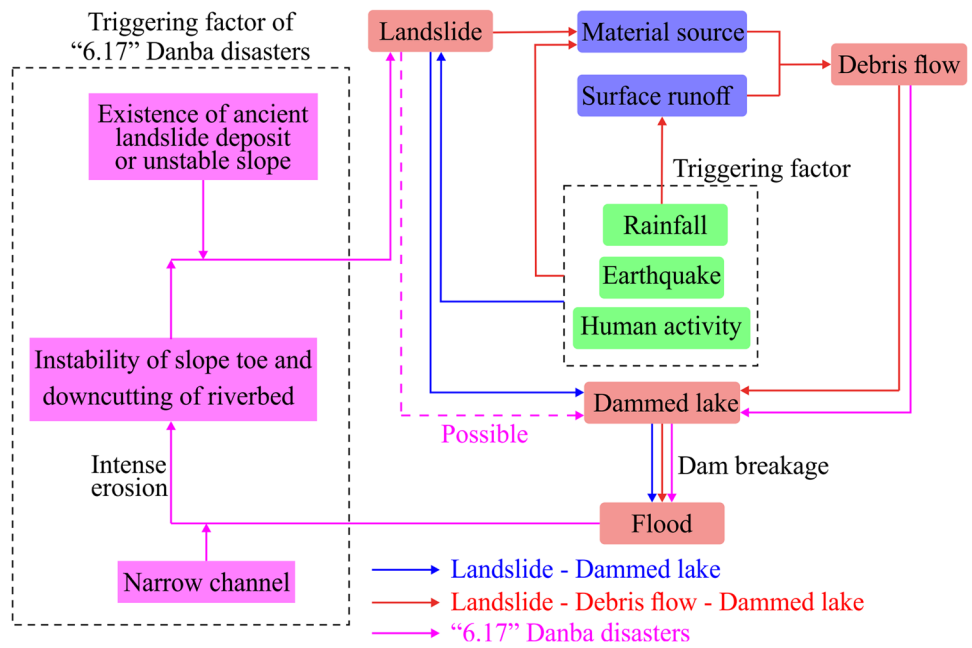 Triggering factor of
“6.17” Danba disasters
Existence of ancient
landslide deposit
or unstable slope
Instability of slope toe and
downcutting of riverbed
Intense
erosion
Narrow channel
Landslide
Material source
Surface runoff
Debris flow
Triggering factor
Rainfall
Earthquake
Human activity
Dammed lake
Possible
Dam breakage
Flood
Landslide - Dammed lake
Landslide - Debris flow - Dammed lake
“6.17” Danba disasters